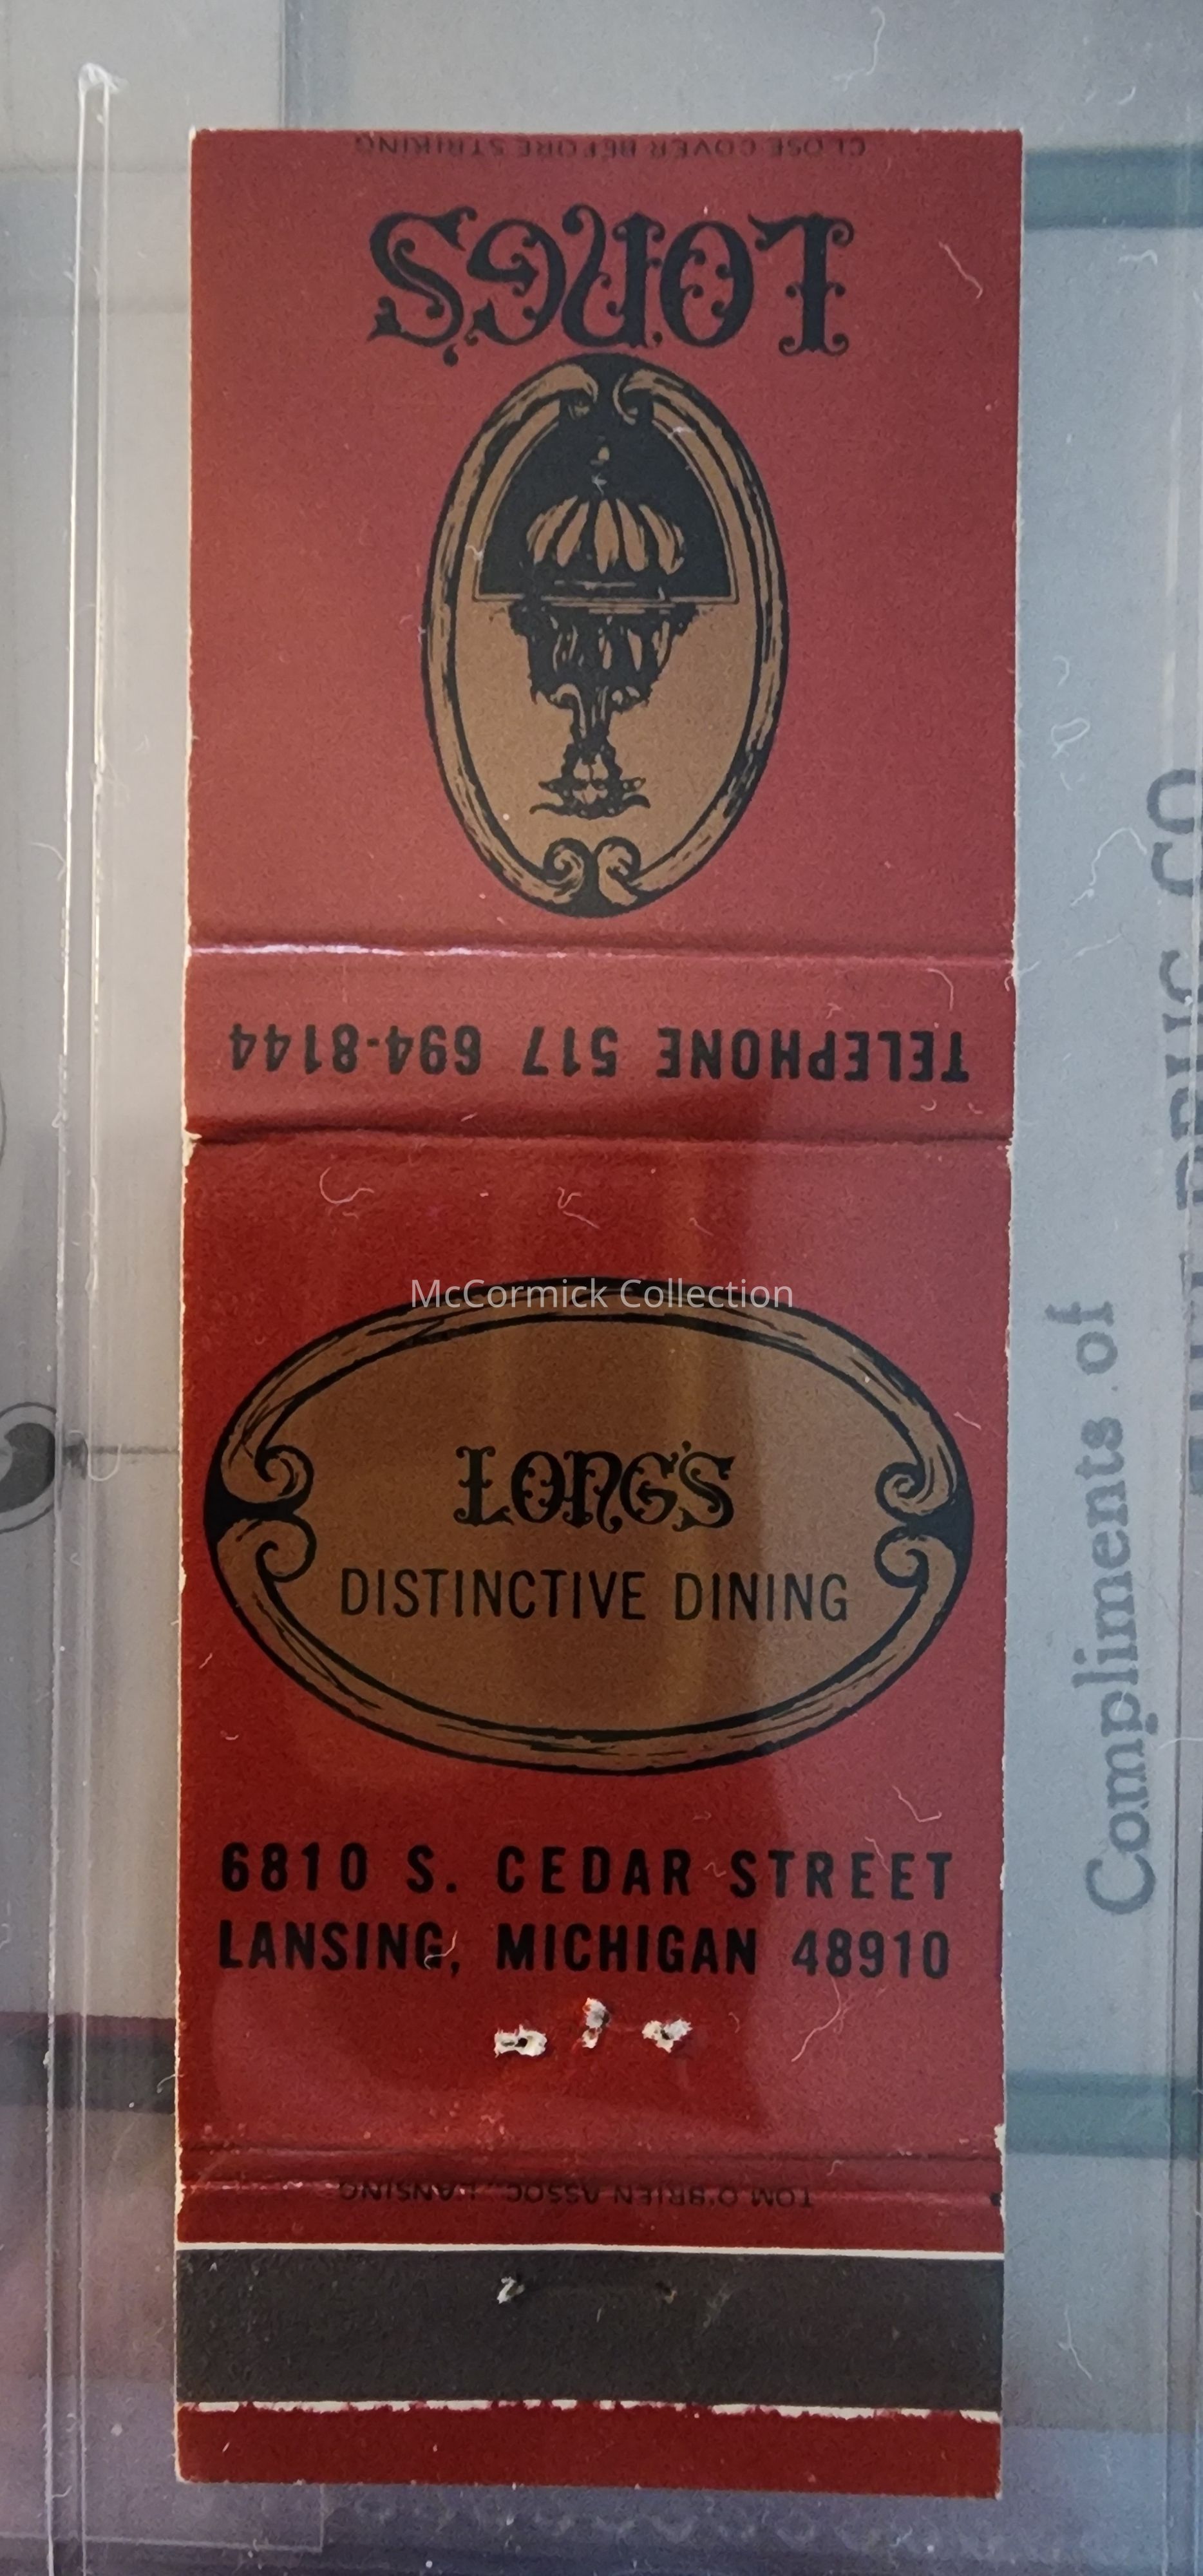 CLOSE COVER BEFORE STRIKING
LONG'S
TELEPHONE 517 694-8144
McCormick Collection
LONG'S
DISTINCTIVE DINING
6810 S. CEDAR STREET
LANSING, MICHIGAN 48910
TOM O'BRIEN ASSOC., LANSING
Compliments of